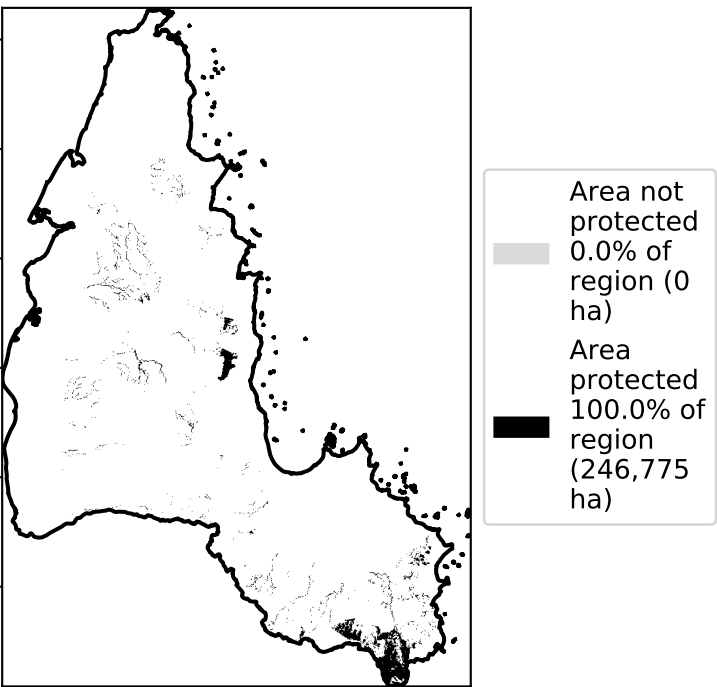 Area not
protected
0.0% of
region (0
ha)
Area
protected
100.0% of
region
(246,775
ha)